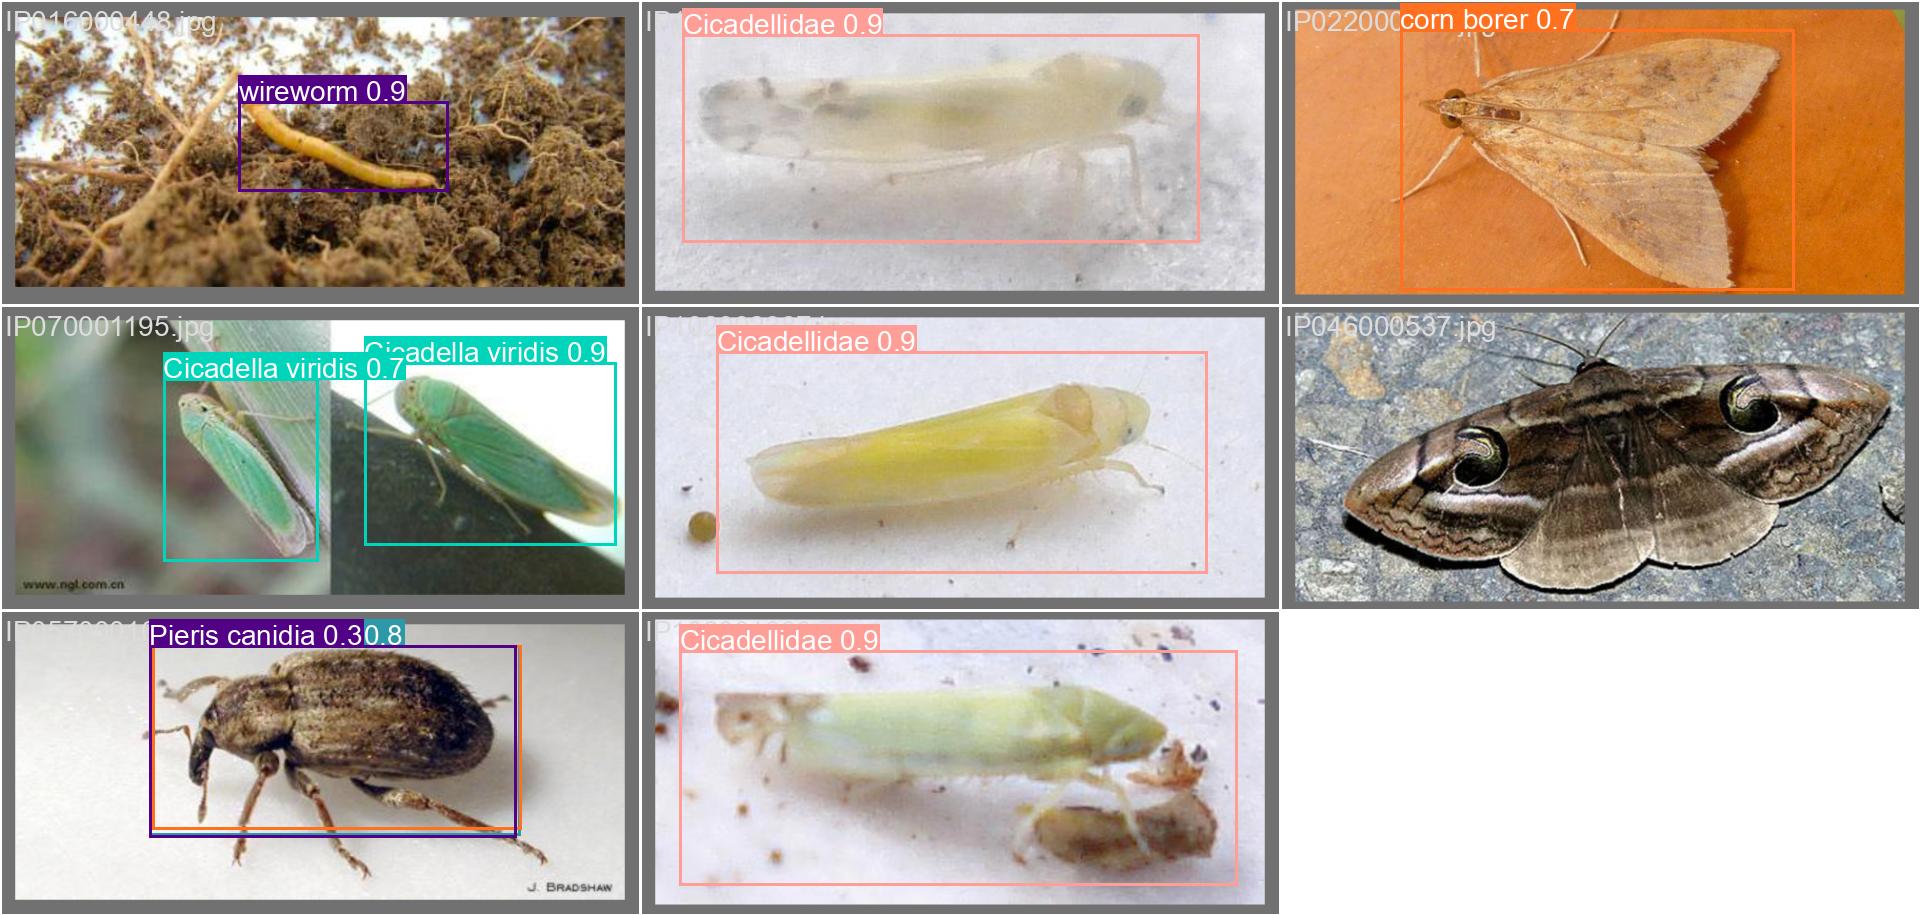 IP016000448.jpg
wireworm 0.9
Cicadellidae 0.9
IP022000
corn borer 0.7
IP070001195.jpg
Cicadella viridis 0.7
Cicadella viridis 0.9
www.ngl.com.cn
Cicadellidae 0.9
IP046000537.jpg
Pieris canidia 0.3
0.8
J. BRADSHAW
Cicadellidae 0.9